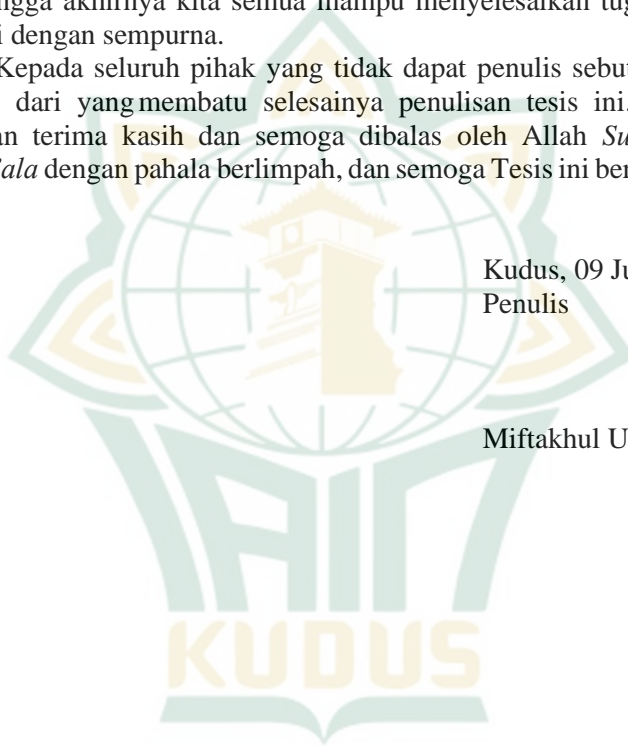 ngga akhirnya kita semua mampu menyelesaikan tug
i dengan sempurna.
Kepada seluruh pihak yang tidak dapat penulis sebut
dari yang membatu selesainya penulisan tesis ini.
an terima kasih dan semoga dibalas oleh Allah Su
ala dengan pahala berlimpah, dan semoga Tesis ini ber
Kudus, 09 Ju
Penulis
Miftakhul U
IAIN
KUDUS